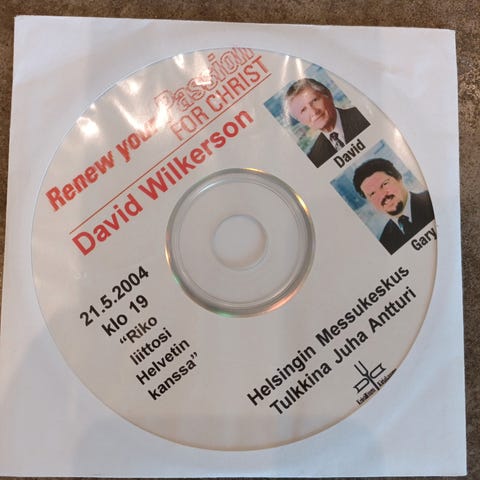 Renew your Passion
FOR CHRIST
David Wilkerson
David
Gary
21.5.2004
klo 19
"Riko
liittosi
Helvetin
kanssa"
Helsingin Messukeskus
Tulkkina Juha Antturi